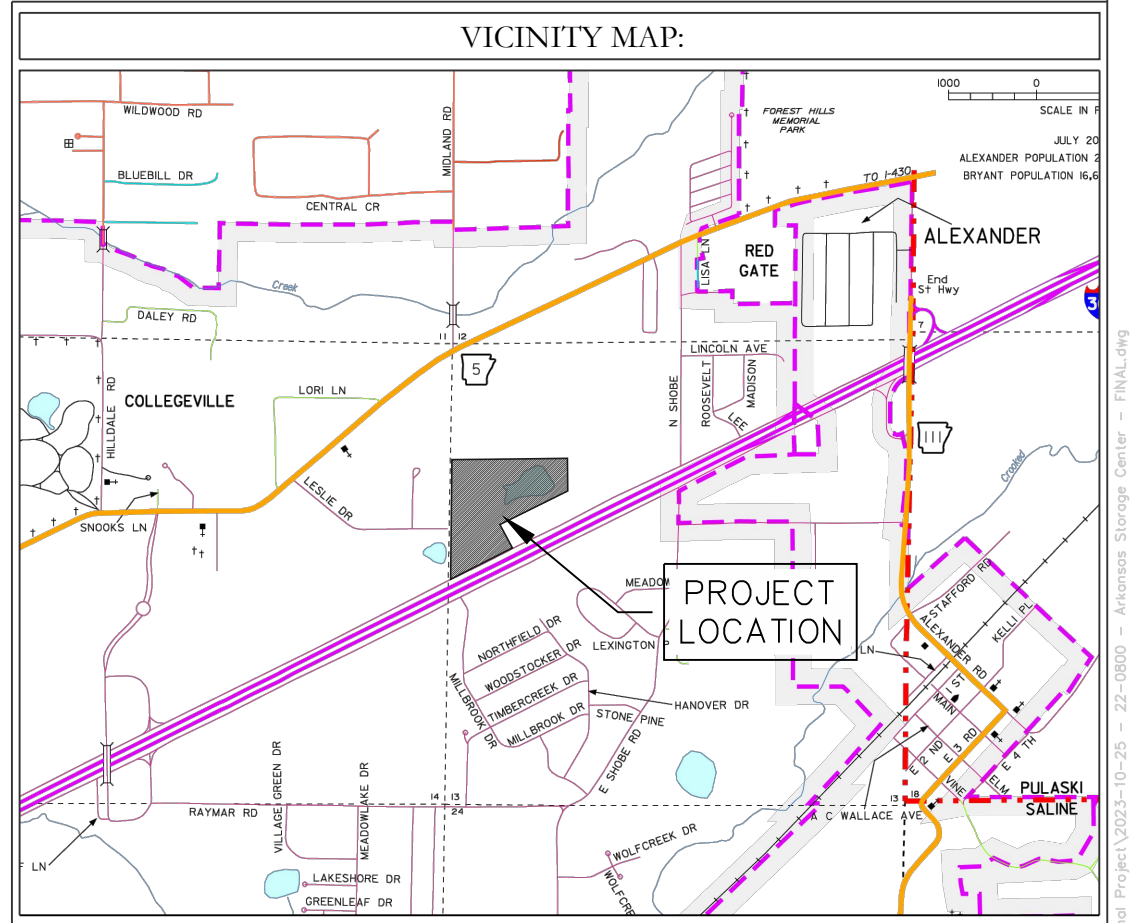 VICINITY MAP:
WILDWOOD RD
BLUEBILL DR
CENTRAL CR
MIDLAND RD
FOREST HILLS
MEMORIAL
PARK
1000 0
SCALE IN F
JULY 20
ALEXANDER POPULATION 2
BRYANT POPULATION 16,6
TO I-430
ALEXANDER
RED
GATE
LISA LN
End
St Hwy
3
7
Creek
DALEY RD
11 12
5
LINCOLN AVE
N SHOBE
ROOSEVELT
MADISON
LEE
LORI LN
COLLEGEVILLE
HILLDALE RD
111
Crooked
SNOOKS LN
LESLIE DR
PROJECT
LOCATION
MEADOW
LEXINGTON
NORTHFIELD DR
WOODSTOCKER DR
TIMBERCREEK DR
MILLBROOK DR
MILLBROOK DR
HANOVER DR
STONE PINE
E SHOBE RD
STAFFORD RD
KELLI PL
ALEXANDER RD
LN
1 ST
MAIN
E 2 ND
E 3 RD
E 4 TH
VINE
ELM
PULASKI
SALINE
A C WALLACE AVE
13 18
14 13
24
RAYMAR RD
VILLAGE GREEN DR
MEADOWLAKE DR
F LN
LAKESHORE DR
GREENLEAF DR
WOLFCREEK DR
WOLFCRE
nal Project\2023-10-25 - 22-0800 - Arkansas Storage Center - FINAL.dwg